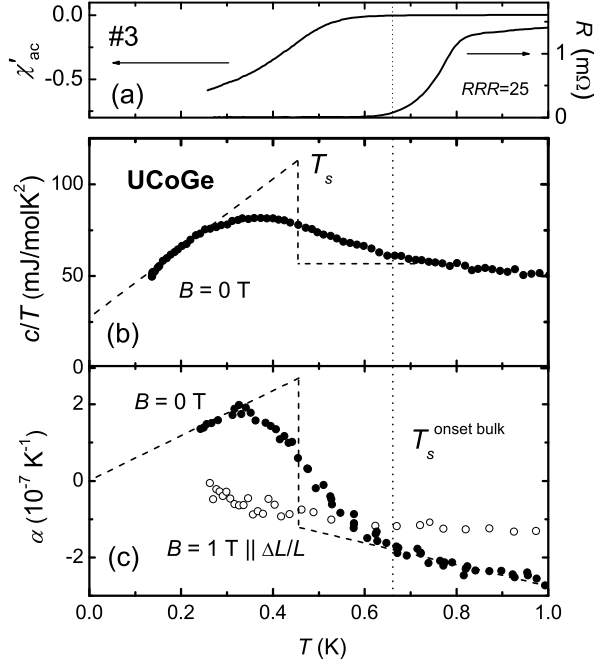 0.0
#3
1
-0.5
χ'ac
R (mΩ)
(a)
RRR=25
0
UCoGe
Ts
100
c/T (mJ/molK²)
50
B = 0 T
(b)
0
B = 0 T
2
Ts onset bulk
α (10⁻⁷ K⁻¹)
0
B = 1 T || ΔL/L
-2
(c)
0.0 0.2 0.4 0.6 0.8 1.0
T (K)